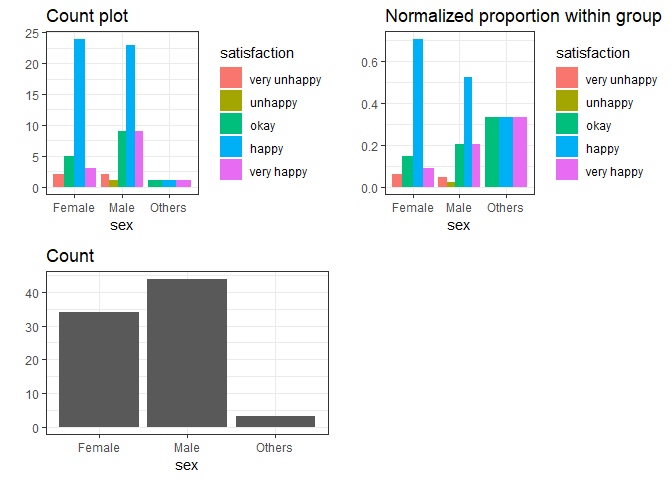 Count plot
25
20
15
10
5
0
Female Male Others
sex
satisfaction
very unhappy
unhappy
okay
happy
very happy
Normalized proportion within group
0.6
0.4
0.2
0.0
Female Male Others
sex
satisfaction
very unhappy
unhappy
okay
happy
very happy
Count
40
30
20
10
0
Female Male Others
sex